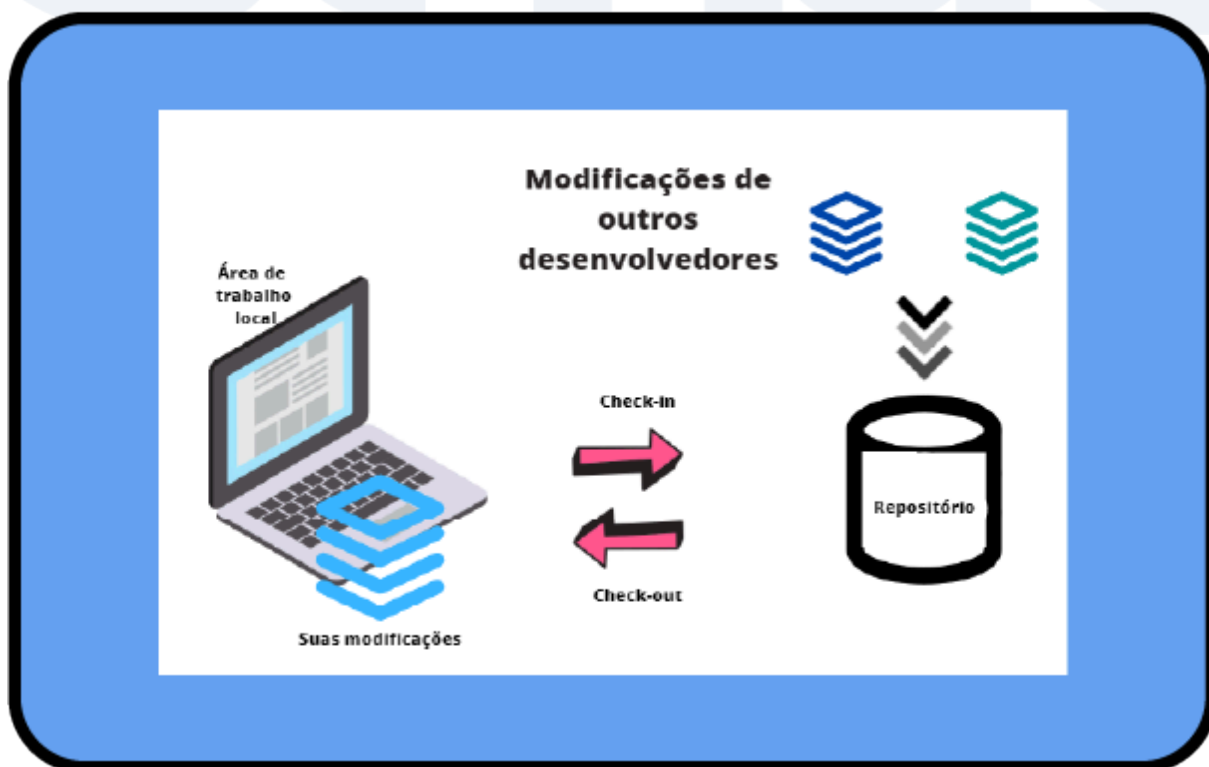 Modificações de
outros
desenvolvedores
Área de
trabalho
local
Check-in
Repositório
Check-out
Suas modificações